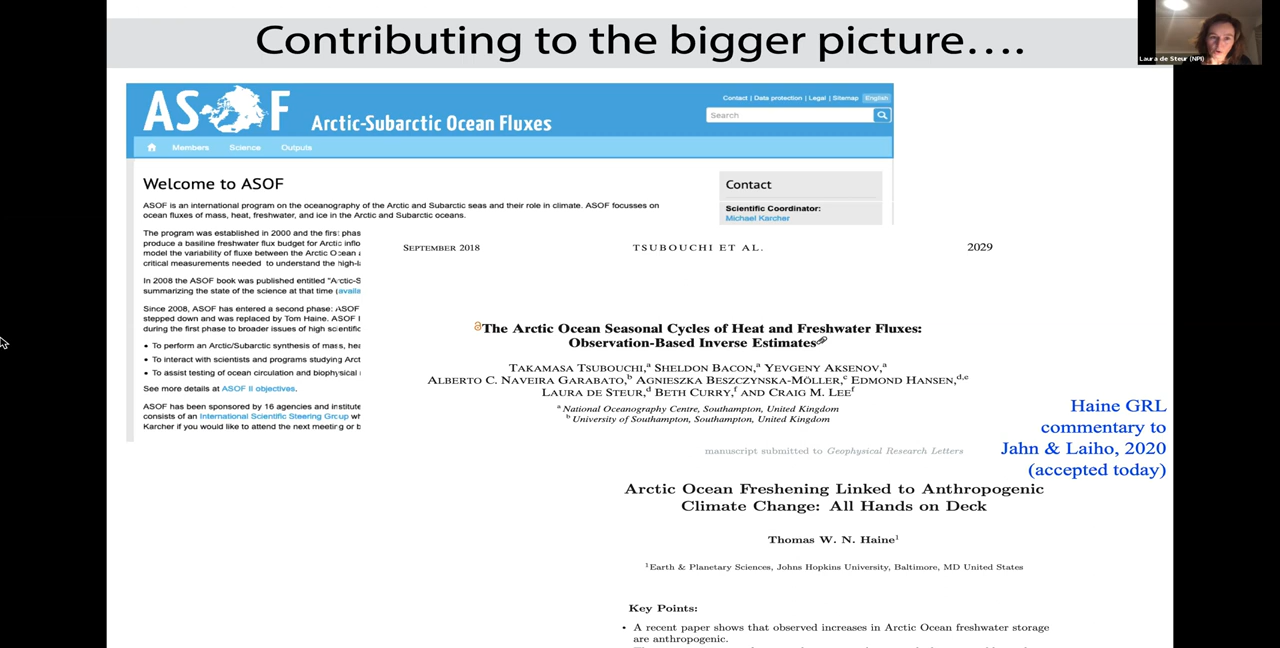 Contributing to the bigger picture….
Laura de Steur (NPI)
ASOF
Arctic-Subarctic Ocean Fluxes
Contact | Data protection | Legal | Sitemap English
Search
Members Science Outputs
Welcome to ASOF
ASOF is an international program on the oceanography of the Arctic and Subarctic seas and their role in climate. ASOF focusses on
ocean fluxes of mass, heat, freshwater, and ice in the Arctic and Subarctic oceans.
Contact
Scientific Coordinator:
Michael Karcher
The program was established in 2000 and the first phas
produce a basiline freshwater flux budget for Arctic inflo
model the variability of fluxe between the Arctic Ocean a
critical measurements needed to understand the high-l
In 2008 the ASOF book was published entitled "Arctic-S
summarizing the state of the science at that time (availa
Since 2008, ASOF has entered a second phase: ASOF
stepped down and was replaced by Tom Haine. ASOF I
during the first phase to broader issues of high scientific
• To perform an Arctic/Subarctic synthesis of mass, hea
• To interact with scientists and programs studying Arct
• To assist testing of ocean circulation and biophysical
See more details at ASOF II objectives.
ASOF has been sponsored by 16 agencies and institute
consists of an International Scientific Steering Group wh
Karcher if you would like to attend the next meeting or b
SEPTEMBER 2018 TSUBOUCHI ET AL. 2029
The Arctic Ocean Seasonal Cycles of Heat and Freshwater Fluxes:
Observation-Based Inverse Estimates
TAKAMASA TSUBOUCHI,a SHELDON BACON,a YEVGENY AKSENOV,a
ALBERTO C. NAVEIRA GARABATO,b AGNIESZKA BESZCZYNSKA-MÖLLER,c EDMOND HANSEN,d,e
LAURA DE STEUR,d BETH CURRY,f AND CRAIG M. LEEf
a National Oceanography Centre, Southampton, United Kingdom
b University of Southampton, Southampton, United Kingdom
Haine GRL
commentary to
Jahn & Laiho, 2020
(accepted today)
manuscript submitted to Geophysical Research Letters
Arctic Ocean Freshening Linked to Anthropogenic
Climate Change: All Hands on Deck
Thomas W. N. Haine1
1Earth & Planetary Sciences, Johns Hopkins University, Baltimore, MD United States
Key Points:
• A recent paper shows that observed increases in Arctic Ocean freshwater storage
are anthropogenic.